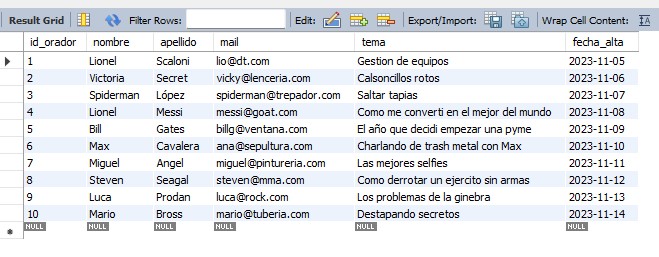 Result Grid Filter Rows: Edit: Export/Import: Wrap Cell Content: IA
id_orador nombre apellido mail tema fecha_alta
1 Lionel Scaloni lio@dt.com Gestion de equipos 2023-11-05
2 Victoria Secret vicky@lenceria.com Calsoncillos rotos 2023-11-06
3 Spiderman López spiderman@trepador.com Saltar tapias 2023-11-07
4 Lionel Messi messi@goat.com Como me converti en el mejor del mundo 2023-11-08
5 Bill Gates billg@ventana.com El año que decidi empezar una pyme 2023-11-09
6 Max Cavalera ana@sepultura.com Charlando de trash metal con Max 2023-11-10
7 Miguel Angel miguel@pintureria.com Las mejores selfies 2023-11-11
8 Steven Seagal steven@mma.com Como derrotar un ejercito sin armas 2023-11-12
9 Luca Prodan luca@rock.com Los problemas de la ginebra 2023-11-13
10 Mario Bross mario@tuberia.com Destapando secretos 2023-11-14
NULL NULL NULL NULL NULL NULL